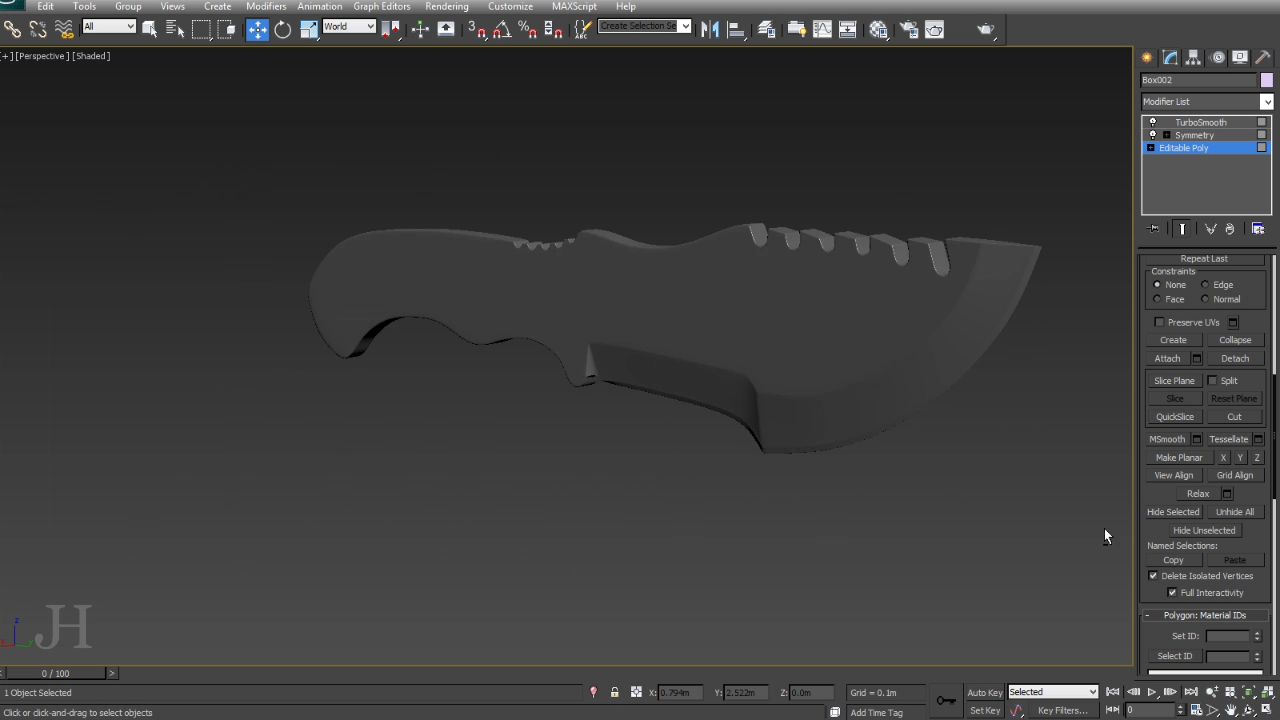 Edit Tools Group Views Create Modifiers Animation Graph Editors Rendering Customize MAXScript Help
All World Create Selection Se
[+] [Perspective] [Shaded]
Box002
Modifier List
TurboSmooth
Symmetry
Editable Poly
Repeat Last
Constraints
None Edge
Face Normal
Preserve UVs
Create Collapse
Attach Detach
Slice Plane Split
Slice Reset Plane
QuickSlice Cut
MSmooth Tessellate
Make Planar X Y Z
View Align Grid Align
Relax
Hide Selected Unhide All
Hide Unselected
Named Selections:
Copy Paste
Delete Isolated Vertices
Full Interactivity
- Polygon: Material IDs
Set ID:
Select ID
JH
z
0 / 100 >
1 Object Selected X: 0.794m Y: 2.522m Z: 0.0m Grid = 0.1m Auto Key Selected
Click or click-and-drag to select objects Add Time Tag Set Key Key Filters... 0